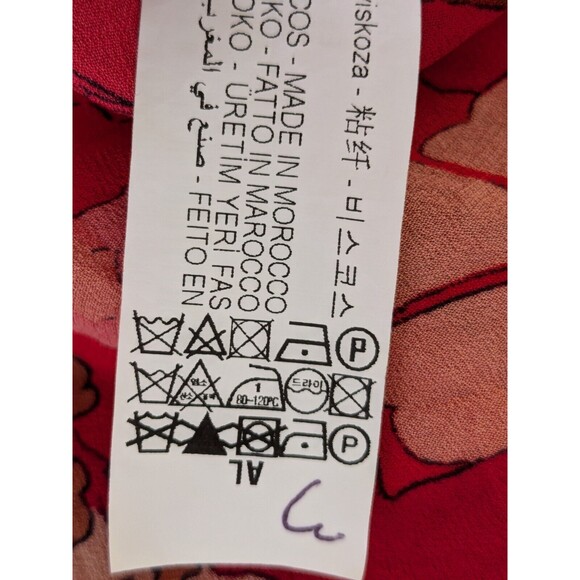 viskoza - 粘纤 - 비스코스
COS - MADE IN MOROCCO
KO - FATTO IN MAROCCO
OKO - ÜRETİM YERİ FAS
صنع في المغرب - FEITO EN
P
1
80-120ºC
드라이
P
AL